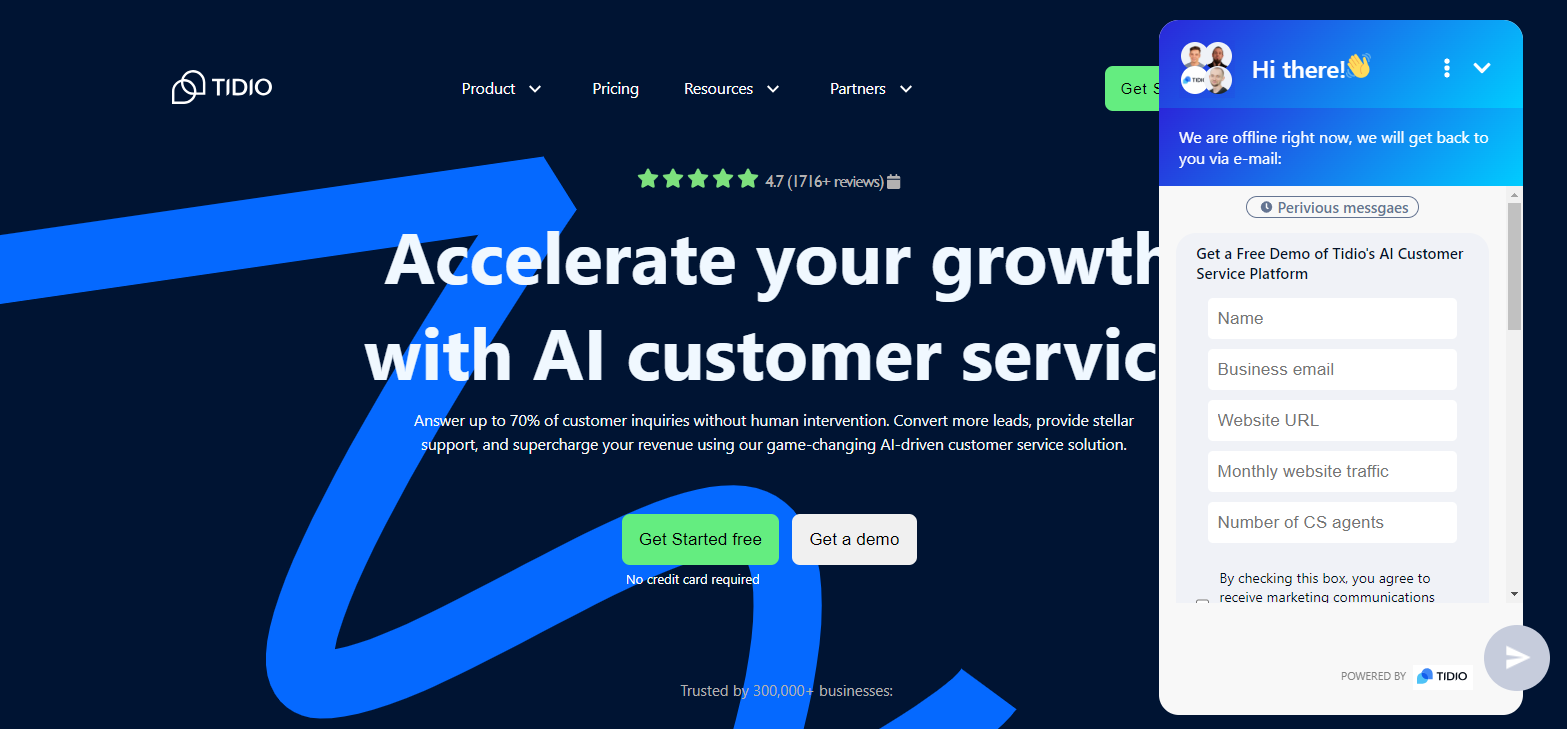 TIDIO
Product
Pricing
Resources
Partners
Get S
4.7 (1716+ reviews)
Accelerate your growth
with AI customer servic
Answer up to 70% of customer inquiries without human intervention. Convert more leads, provide stellar
support, and supercharge your revenue using our game-changing AI-driven customer service solution.
Get Started free
Get a demo
No credit card required
Trusted by 300,000+ businesses:
TIDIO
Hi there!👋
We are offline right now, we will get back to
you via e-mail:
Perivious messgaes
Get a Free Demo of Tidio's AI Customer
Service Platform
Name
Business email
Website URL
Monthly website traffic
Number of CS agents
By checking this box, you agree to
receive marketing communications
POWERED BY TIDIO